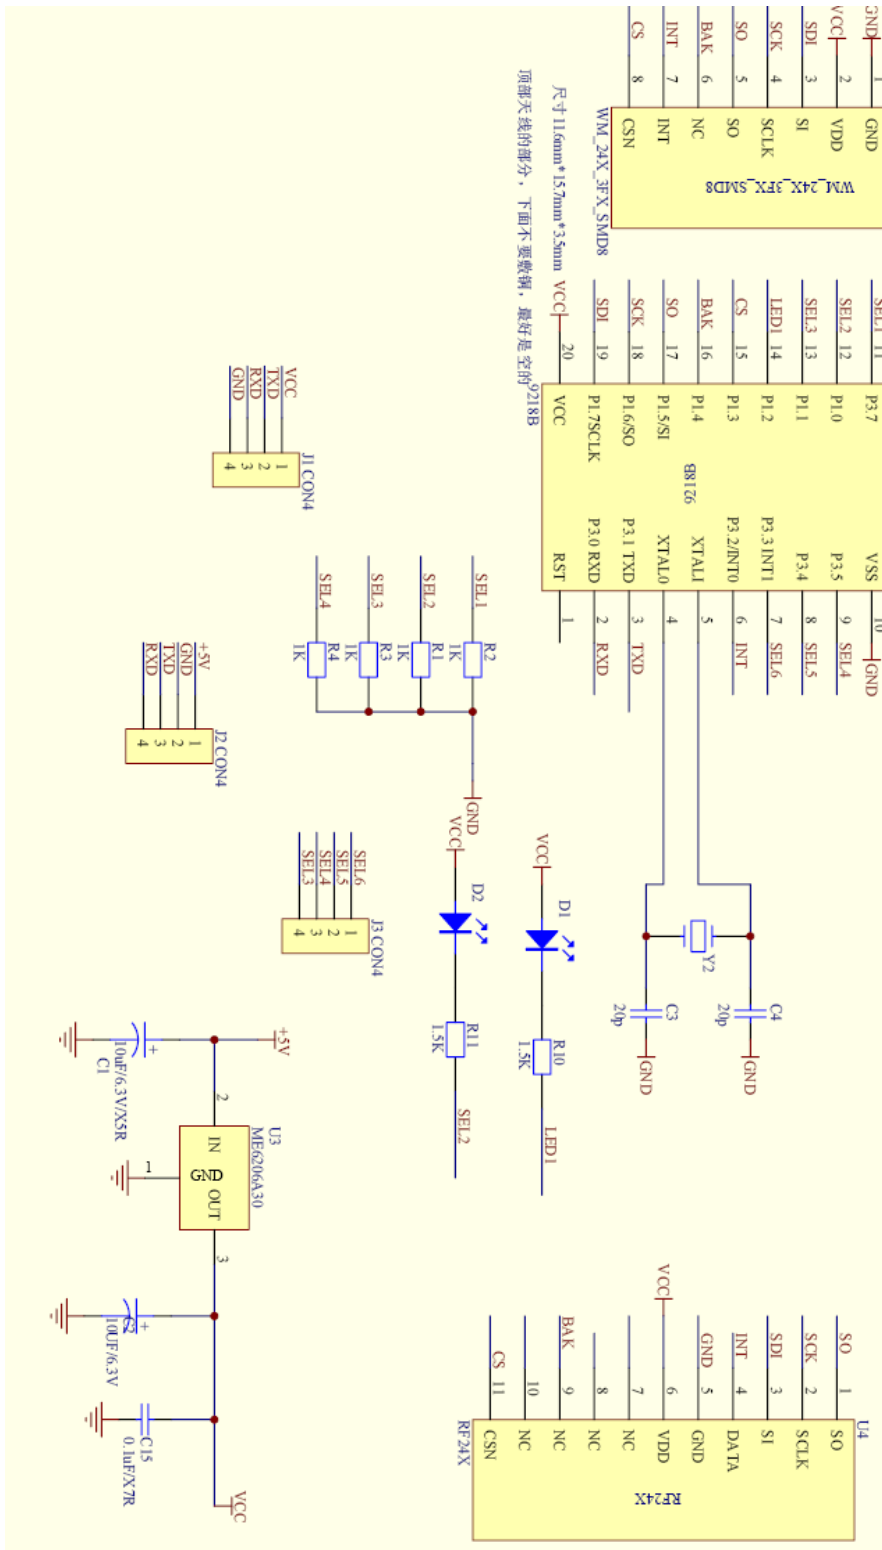 GND
VCC
SDI
SCK
SO
BAK
INT
CS
1
2
3
4
5
6
7
8
GND
VDD
SI
SCLK
SO
NC
INT
CSN
WM_24X_3FX_SMD8
WM_24X_3FX_SMD8
尺寸11.6mm*15.7mm*3.5mm
顶部天线的部分，下面不要敷铜，最好是空的
SEL1
SEL2
SEL3
LED1
CS
BAK
SO
SCK
SDI
VCC
11
12
13
14
15
16
17
18
19
20
P3.7
P1.0
P1.1
P1.2
P1.3
P1.4
P1.5/SI
P1.6/SO
P1.7SCLK
VCC
9218B
9218B
VSS
P3.5
P3.4
P3.3 INT1
P3.2/INT0
XTALI
XTAL0
P3.1 TXD
P3.0 RXD
RST
10
9
8
7
6
5
4
3
2
1
GND
SEL4
SEL5
SEL6
INT
TXD
RXD
VCC
TXD
RXD
GND
1
2
3
4
J1 CON4
SEL1
SEL2
SEL3
SEL4
R2
1K
R1
1K
R3
1K
R4
1K
GND
+5V
GND
TXD
RXD
1
2
3
4
J2 CON4
SEL6
SEL5
SEL4
SEL3
1
2
3
4
J3 CON4
VCC
D1
R10
1.5K
LED1
VCC
D2
R11
1.5K
SEL2
Y2
C4
20p
GND
C3
20p
GND
+5V
10uF/6.3V/X5R
C1
2
IN
GND
OUT
1
3
U3
ME6206A30
C2
10UF/6.3V
C15
0.1uF/X7R
VCC
SO
SCK
SDI
INT
GND
VCC
BAK
CS
1
2
3
4
5
6
7
8
9
10
11
SO
SCLK
SI
DATA
GND
VDD
NC
NC
NC
NC
CSN
U4
RF24X
RF24X